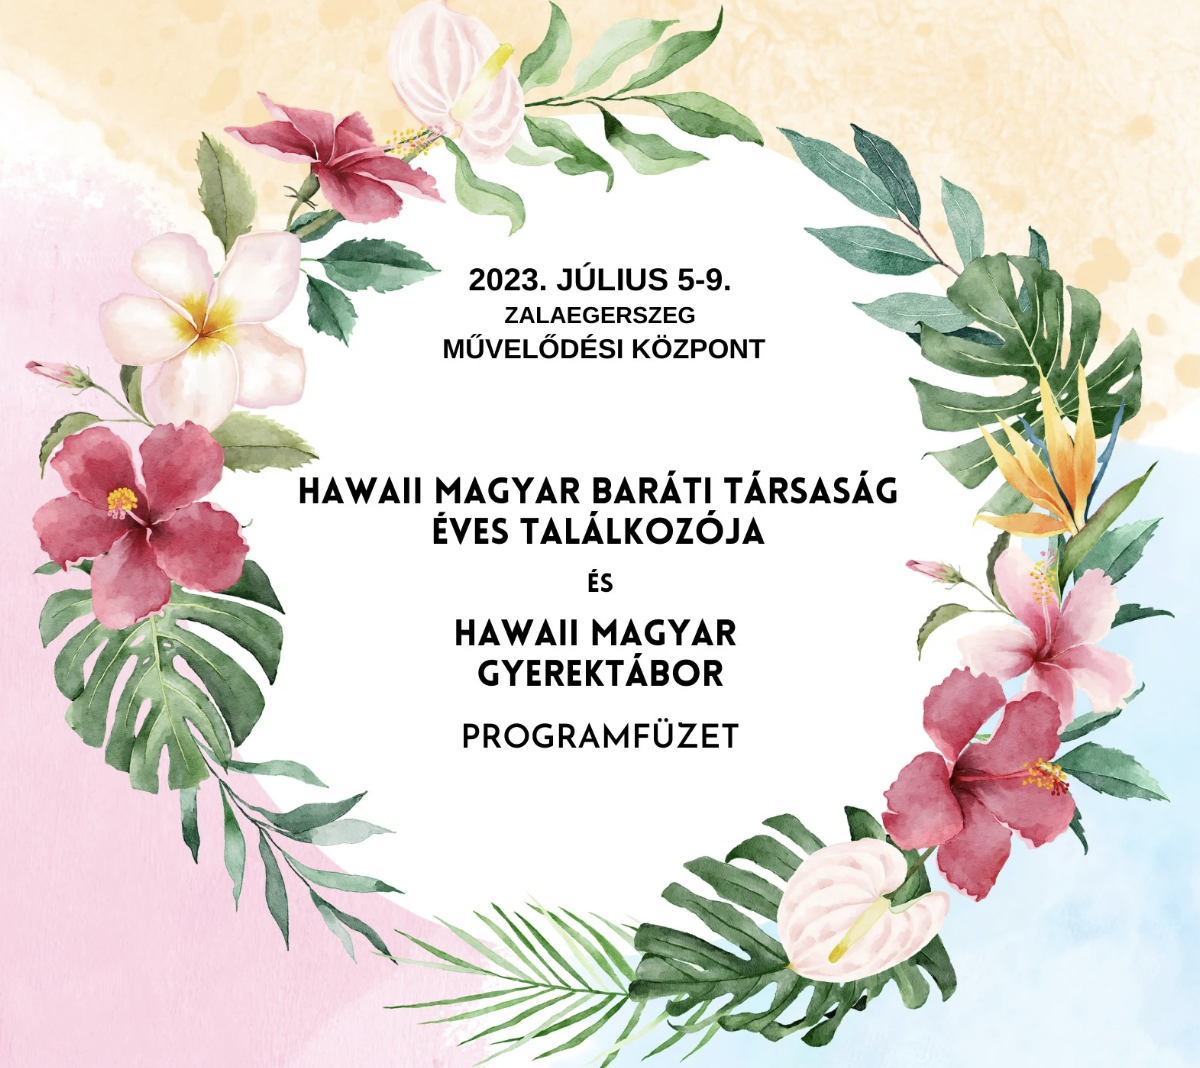 2023. JÚLIUS 5-9.
ZALAEGERSZEG
MŰVELŐDÉSI KÖZPONT
HAWAII MAGYAR BARÁTI TÁRSASÁG
ÉVES TALÁLKOZÓJA
ÉS
HAWAII MAGYAR
GYEREKTÁBOR
PROGRAMFÜZET